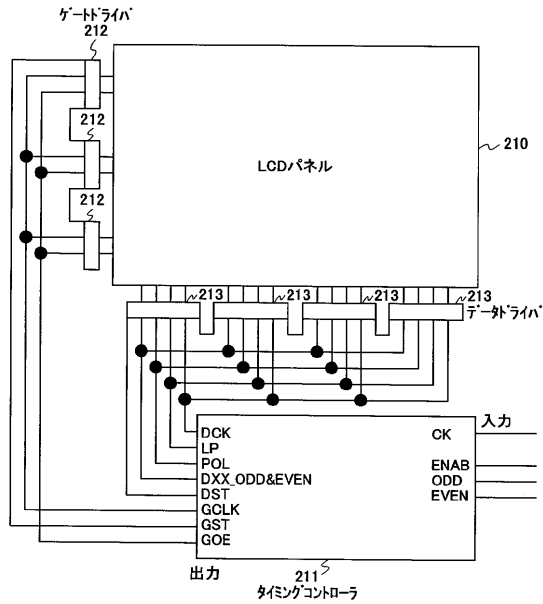 ゲートドライバ
212
212
212
210
LCDパネル
213
213
213
213
データドライバ
入力
DCK
LP
POL
DXX_ODD&EVEN
DST
GCLK
GST
GOE
CK
ENAB
ODD
EVEN
出力
211
タイミングコントローラ